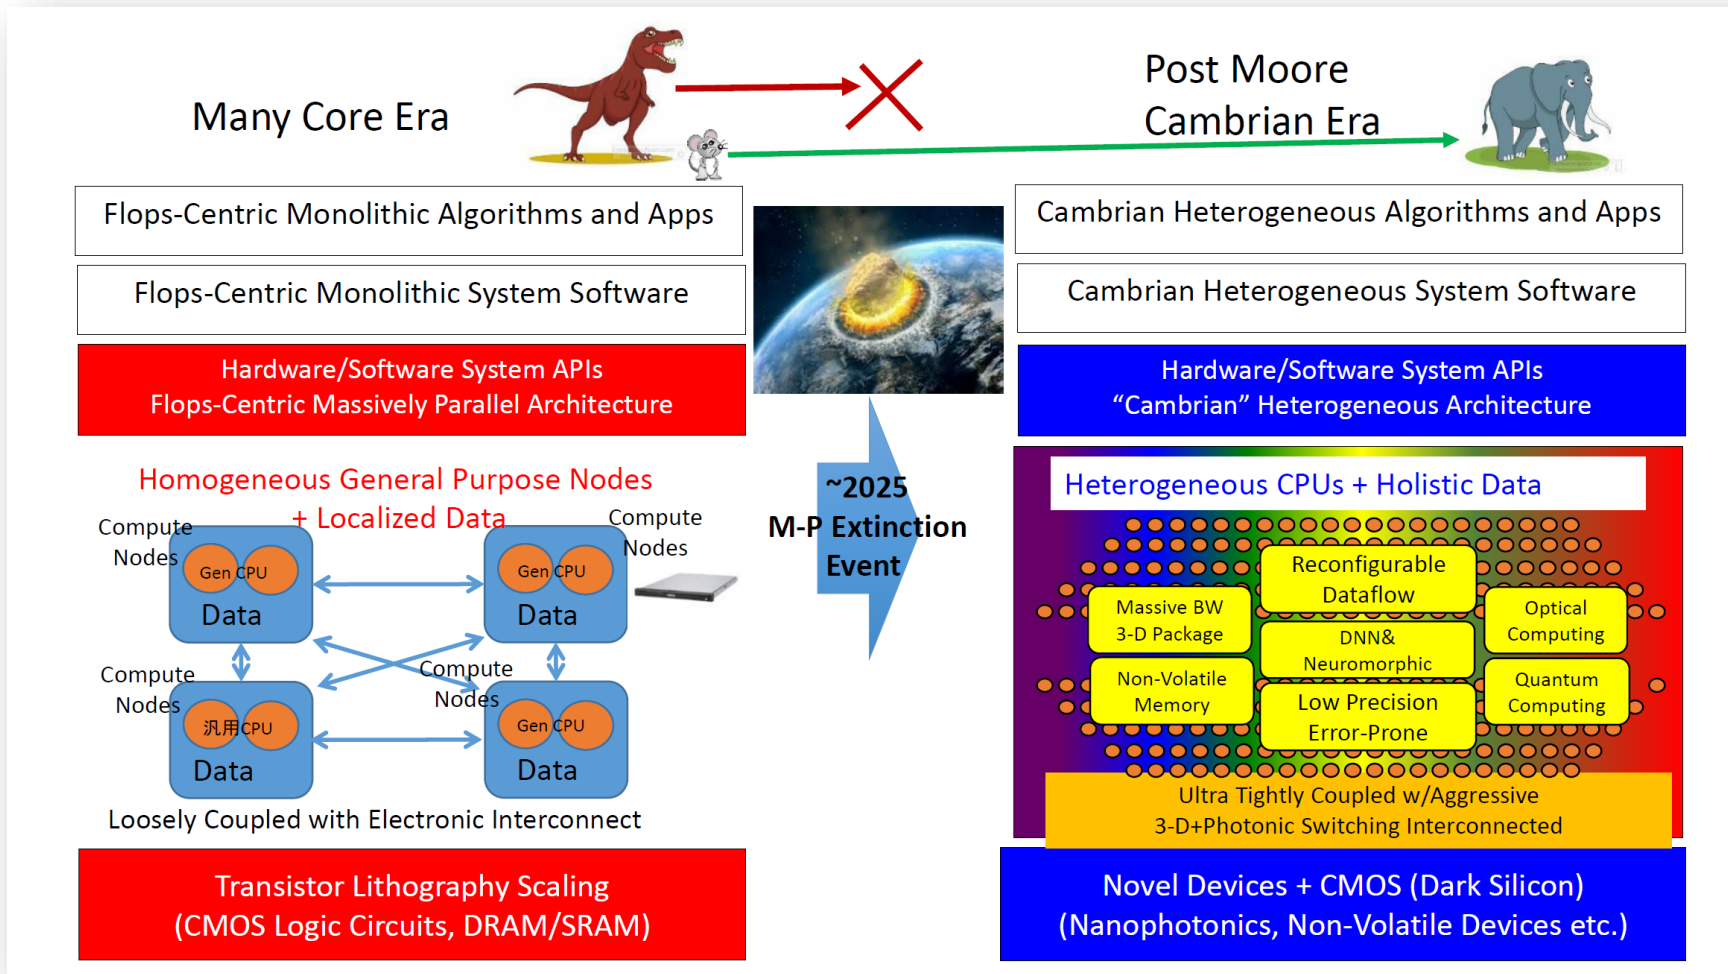 Many Core Era
Post Moore
Cambrian Era
Flops-Centric Monolithic Algorithms and Apps
Flops-Centric Monolithic System Software
Hardware/Software System APIs
Flops-Centric Massively Parallel Architecture
Homogeneous General Purpose Nodes
+ Localized Data
Compute
Nodes
Gen CPU
Data
Compute
Nodes
Gen CPU
Data
Compute
Nodes
汎用CPU
Data
Compute
Nodes
Gen CPU
Data
Loosely Coupled with Electronic Interconnect
Transistor Lithography Scaling
(CMOS Logic Circuits, DRAM/SRAM)
~2025
M-P Extinction
Event
Cambrian Heterogeneous Algorithms and Apps
Cambrian Heterogeneous System Software
Hardware/Software System APIs
“Cambrian” Heterogeneous Architecture
Heterogeneous CPUs + Holistic Data
Reconfigurable
Dataflow
Massive BW
3-D Package
Optical
Computing
DNN&
Neuromorphic
Non-Volatile
Memory
Quantum
Computing
Low Precision
Error-Prone
Ultra Tightly Coupled w/Aggressive
3-D+Photonic Switching Interconnected
Novel Devices + CMOS (Dark Silicon)
(Nanophotonics, Non-Volatile Devices etc.)